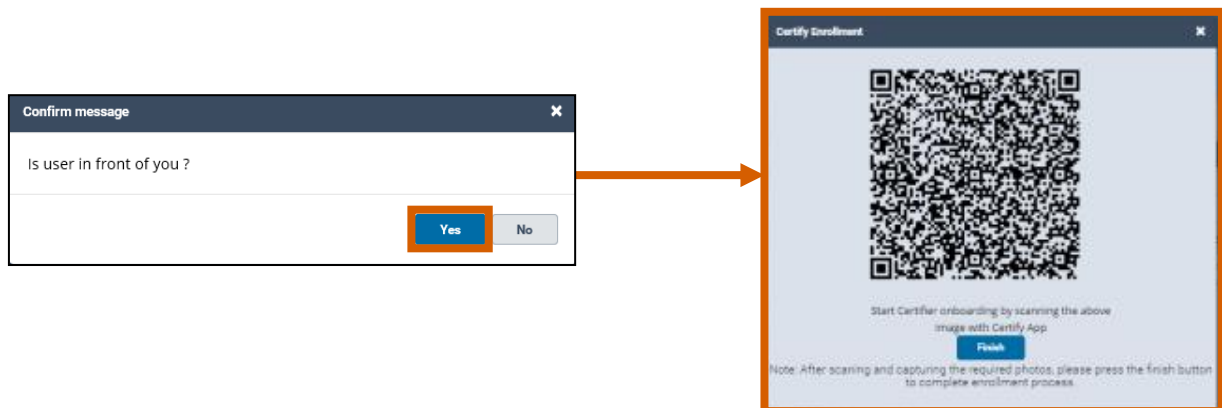 Confirm message
Is user in front of you ?
Yes
No
Certify Enrollment
Start Certifier onboarding by scanning the above
image with Certify App
Finish
Note: After scaning and capturing the required photos, please press the finish button
to complete enrollment process.